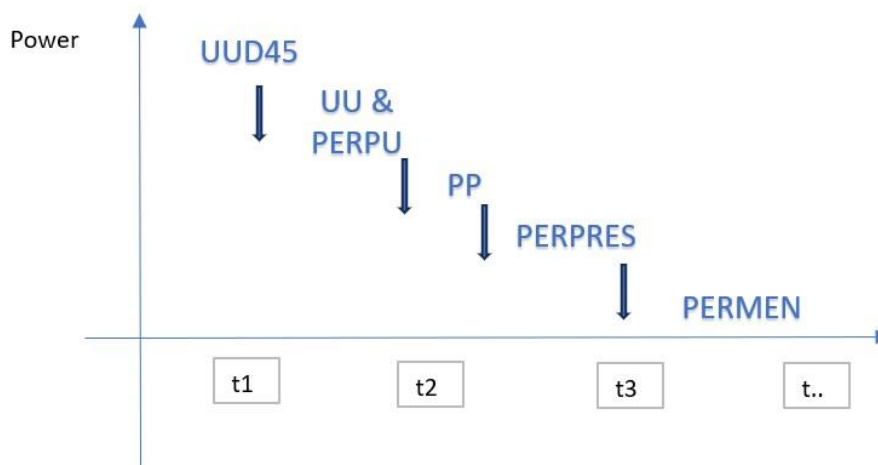 Power
UUD45
UU &
PERPU
PP
PERPRES
PERMEN
t1
t2
t3
t..